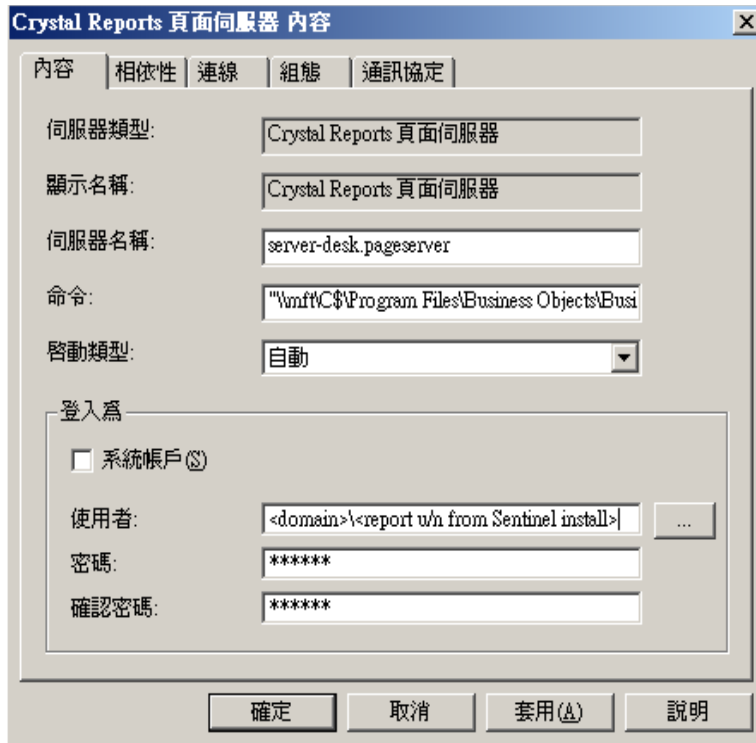 Crystal Reports 頁面伺服器 內容
內容 相依性 連線 組態 通訊協定
伺服器類型: Crystal Reports 頁面伺服器
顯示名稱: Crystal Reports 頁面伺服器
伺服器名稱: server-desk.pageserver
命令: "\\mft\C$\Program Files\Business Objects\Busi
啓動類型: 自動
登入爲
系統帳戶(S)
使用者: <domain>\<report u/n from Sentinel install> ...
密碼: ******
確認密碼: ******
確定 取消 套用(A) 說明